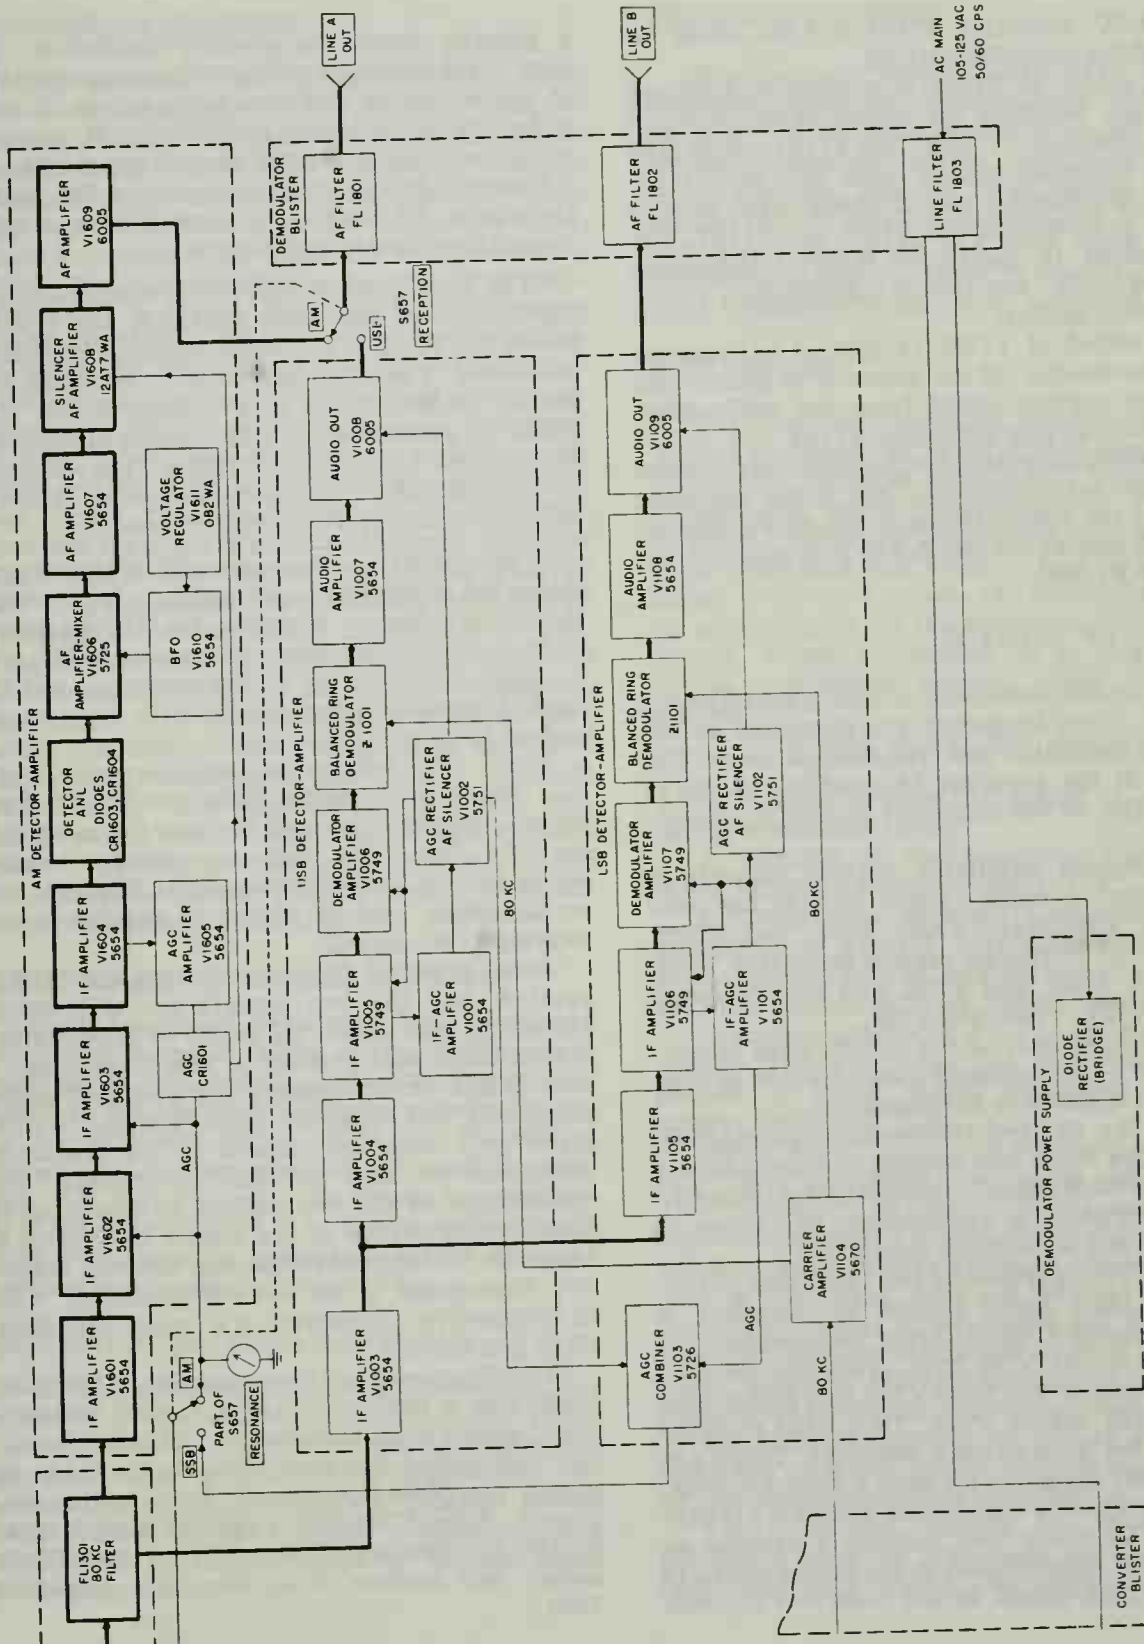 LINE A
OUT
LINE B
OUT
AC MAIN
105-125 VAC
50/60 CPS
DEMODULATOR
BLISTER
AF FILTER
FL 1801
AF FILTER
FL 1802
LINE FILTER
FL 1803
AM DETECTOR-AMPLIFIER
FL1301
80 KC
FILTER
IF AMPLIFIER
V1601
5654
IF AMPLIFIER
V1602
5654
IF AMPLIFIER
V1603
5654
IF AMPLIFIER
V1604
5654
DETECTOR
ANL
DIODES
CR1603, CR1604
AF
AMPLIFIER-MIXER
V1606
5725
AF AMPLIFIER
V1607
5654
SILENCER
AF AMPLIFIER
V1608
12AT7 WA
AF AMPLIFIER
V1609
6005
AGC
AGC
CR1601
AGC
AMPLIFIER
V1605
5654
BFO
V1610
5654
VOLTAGE
REGULATOR
V1611
OB2 WA
SSB
AM
PART OF
S657
RESONANCE
AM
USB
S657
RECEPTION
USB DETECTOR-AMPLIFIER
IF AMPLIFIER
V1003
5654
IF AMPLIFIER
V1004
5654
IF AMPLIFIER
V1005
5749
DEMODULATOR
AMPLIFIER
V1006
5749
BALANCED RING
DEMODULATOR
Z 1001
AUDIO
AMPLIFIER
V1007
5654
AUDIO OUT
V1008
6005
IF-AGC
AMPLIFIER
V1001
5654
AGC RECTIFIER
AF SILENCER
V1002
5751
80 KC
LSB DETECTOR-AMPLIFIER
IF AMPLIFIER
V1105
5654
IF AMPLIFIER
V1106
5749
DEMODULATOR
AMPLIFIER
V1107
5749
BLANCED RING
DEMODULATOR
Z1101
AUDIO
AMPLIFIER
V1108
5654
AUDIO OUT
V1109
6005
IF-AGC
AMPLIFIER
V1101
5654
AGC RECTIFIER
AF SILENCER
V1102
5751
AGC
COMBINER
V1103
5726
AGC
80 KC
CARRIER
AMPLIFIER
V1104
5670
80 KC
DEMODULATOR POWER SUPPLY
DIODE
RECTIFIER
(BRIDGE)
CONVERTER
BLISTER